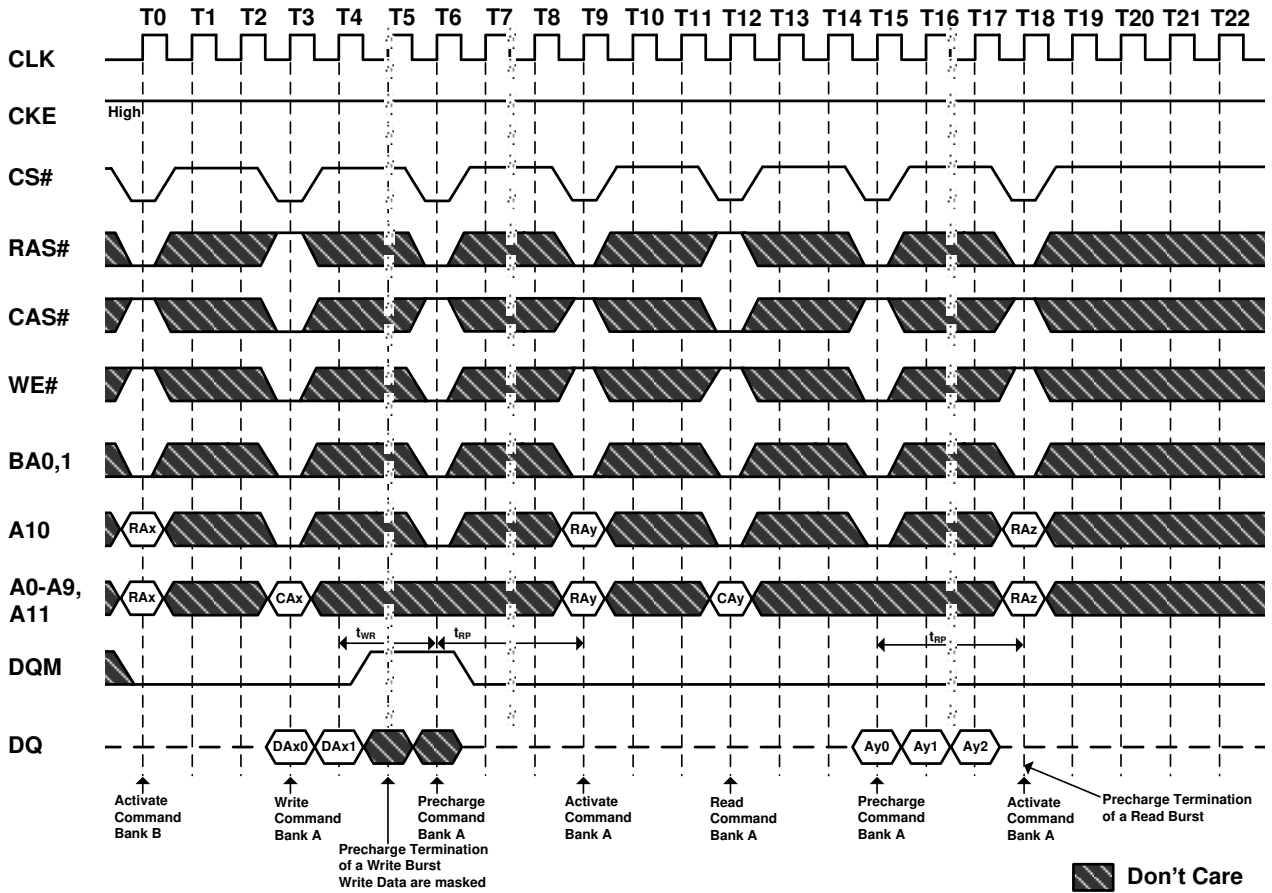 T0 T1 T2 T3 T4 T5 T6 T7 T8 T9 T10 T11 T12 T13 T14 T15 T16 T17 T18 T19 T20 T21 T22
CLK
CKE
High
CS#
RAS#
CAS#
WE#
BA0,1
A10
RAx RAy RAz
A0-A9,
A11
RAx CAx RAy CAy RAz
tWR tRP tRP
DQM
DQ
DAx0 DAx1 Ay0 Ay1 Ay2
Activate
Command
Bank B
Write
Command
Bank A
Precharge Termination
of a Write Burst
Write Data are masked
Precharge
Command
Bank A
Activate
Command
Bank A
Read
Command
Bank A
Precharge
Command
Bank A
Activate
Command
Bank A
Precharge Termination
of a Read Burst
Don't Care